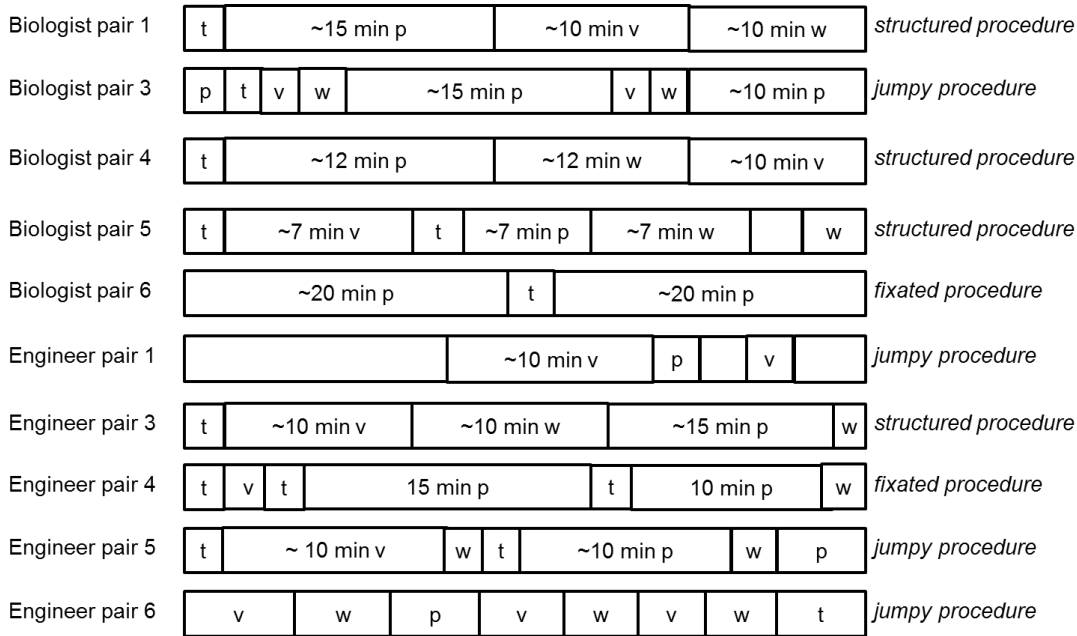 Biologist pair 1 t ~15 min p ~10 min v ~10 min w structured procedure
Biologist pair 3 p t v w ~15 min p v w ~10 min p jumpy procedure
Biologist pair 4 t ~12 min p ~12 min w ~10 min v structured procedure
Biologist pair 5 t ~7 min v t ~7 min p ~7 min w w structured procedure
Biologist pair 6 ~20 min p t ~20 min p fixated procedure
Engineer pair 1 ~10 min v p v jumpy procedure
Engineer pair 3 t ~10 min v ~10 min w ~15 min p w structured procedure
Engineer pair 4 t v t 15 min p t 10 min p w fixated procedure
Engineer pair 5 t ~ 10 min v w t ~10 min p w p jumpy procedure
Engineer pair 6 v w p v w v w t jumpy procedure